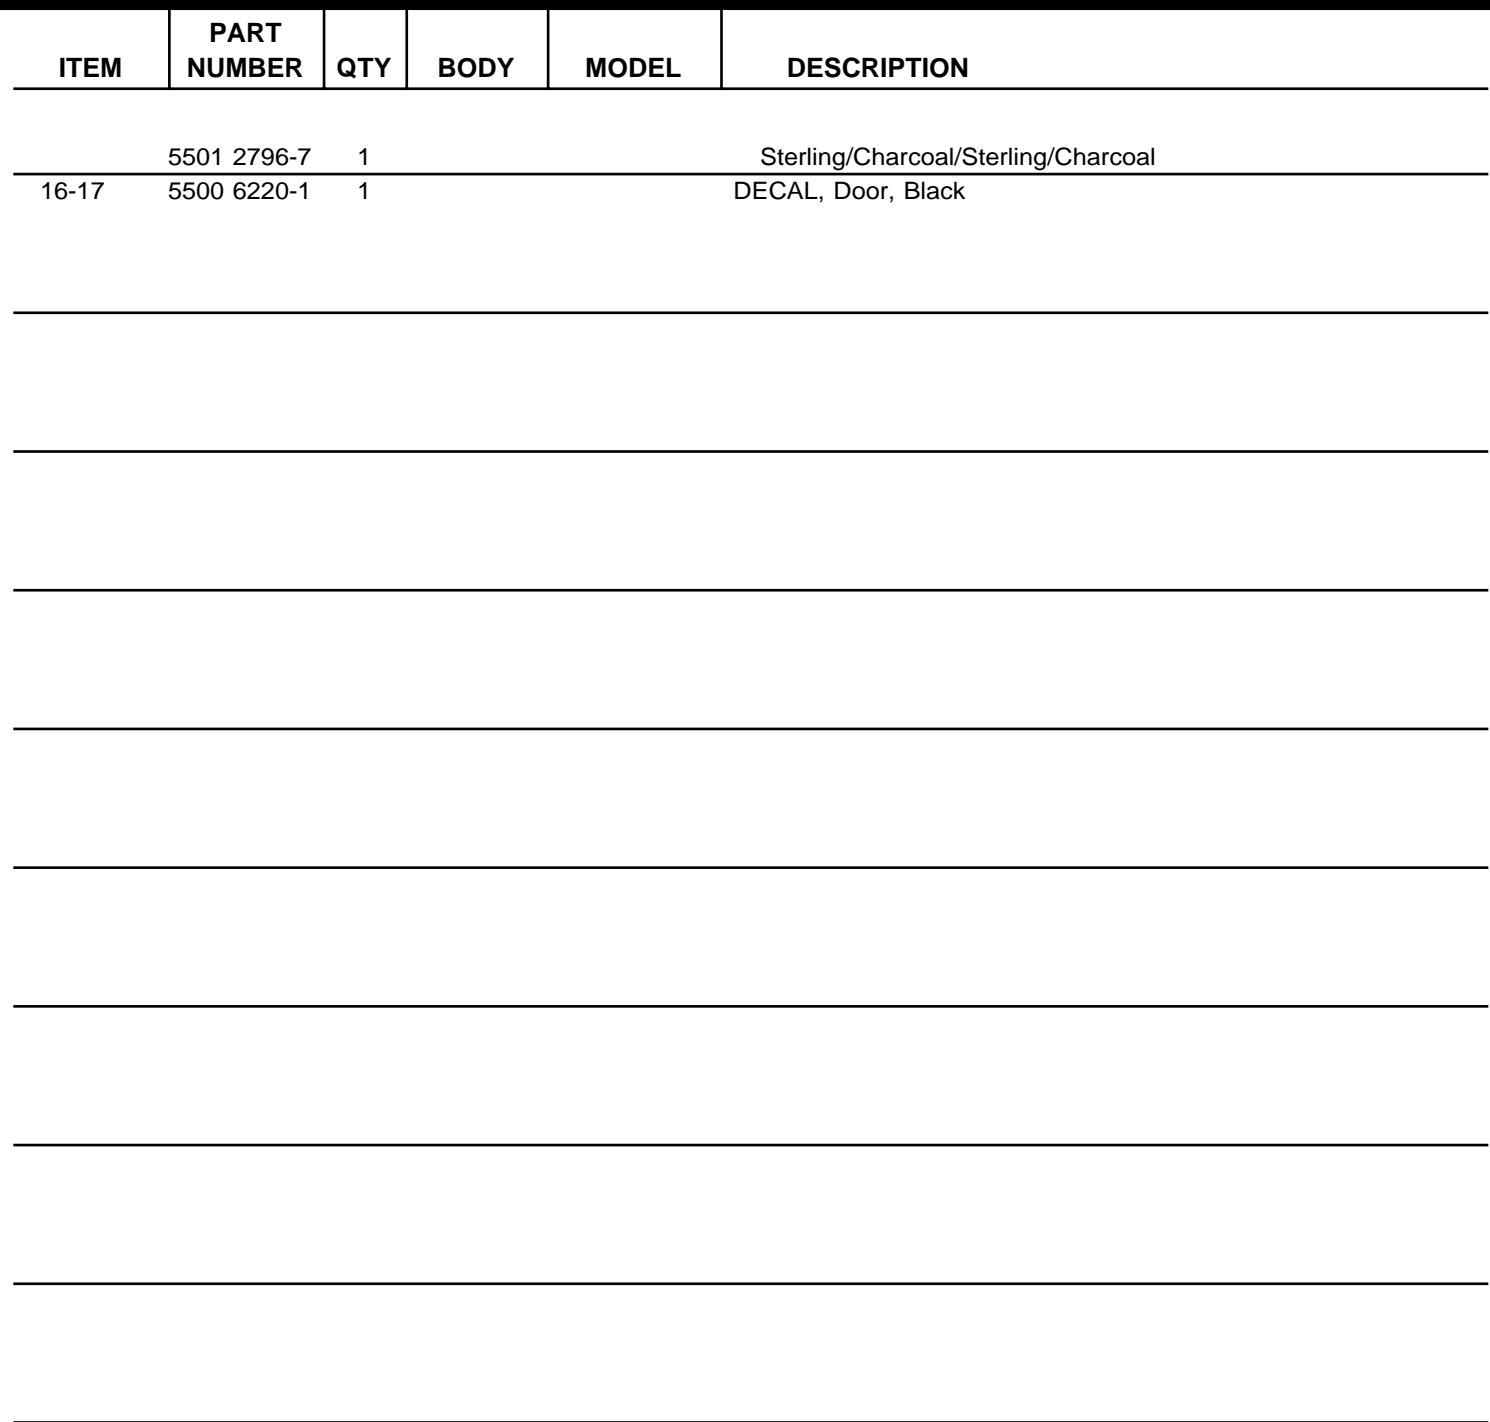 PART
ITEM NUMBER QTY BODY MODEL DESCRIPTION
5501 2796-7 1 Sterling/Charcoal/Sterling/Charcoal
16-17 5500 6220-1 1 DECAL, Door, Black